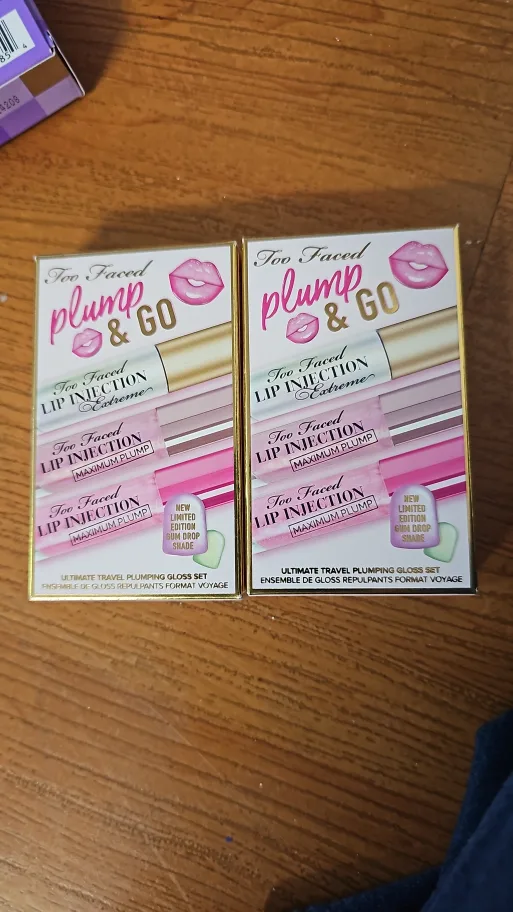 85 4
4209
Too Faced
plump
& GO
Too Faced
LIP INJECTION
Extreme
Too Faced
LIP INJECTION
MAXIMUM PLUMP
Too Faced
LIP INJECTION
MAXIMUM PLUMP
NEW
LIMITED
EDITION
GUM DROP
SHADE
ULTIMATE TRAVEL PLUMPING GLOSS SET
ENSEMBLE DE GLOSS REPULPANTS FORMAT VOYAGE
Too Faced
plump
& GO
Too Faced
LIP INJECTION
Extreme
Too Faced
LIP INJECTION
MAXIMUM PLUMP
Too Faced
LIP INJECTION
MAXIMUM PLUMP
NEW
LIMITED
EDITION
GUM DROP
SHADE
ULTIMATE TRAVEL PLUMPING GLOSS SET
ENSEMBLE DE GLOSS REPULPANTS FORMAT VOYAGE